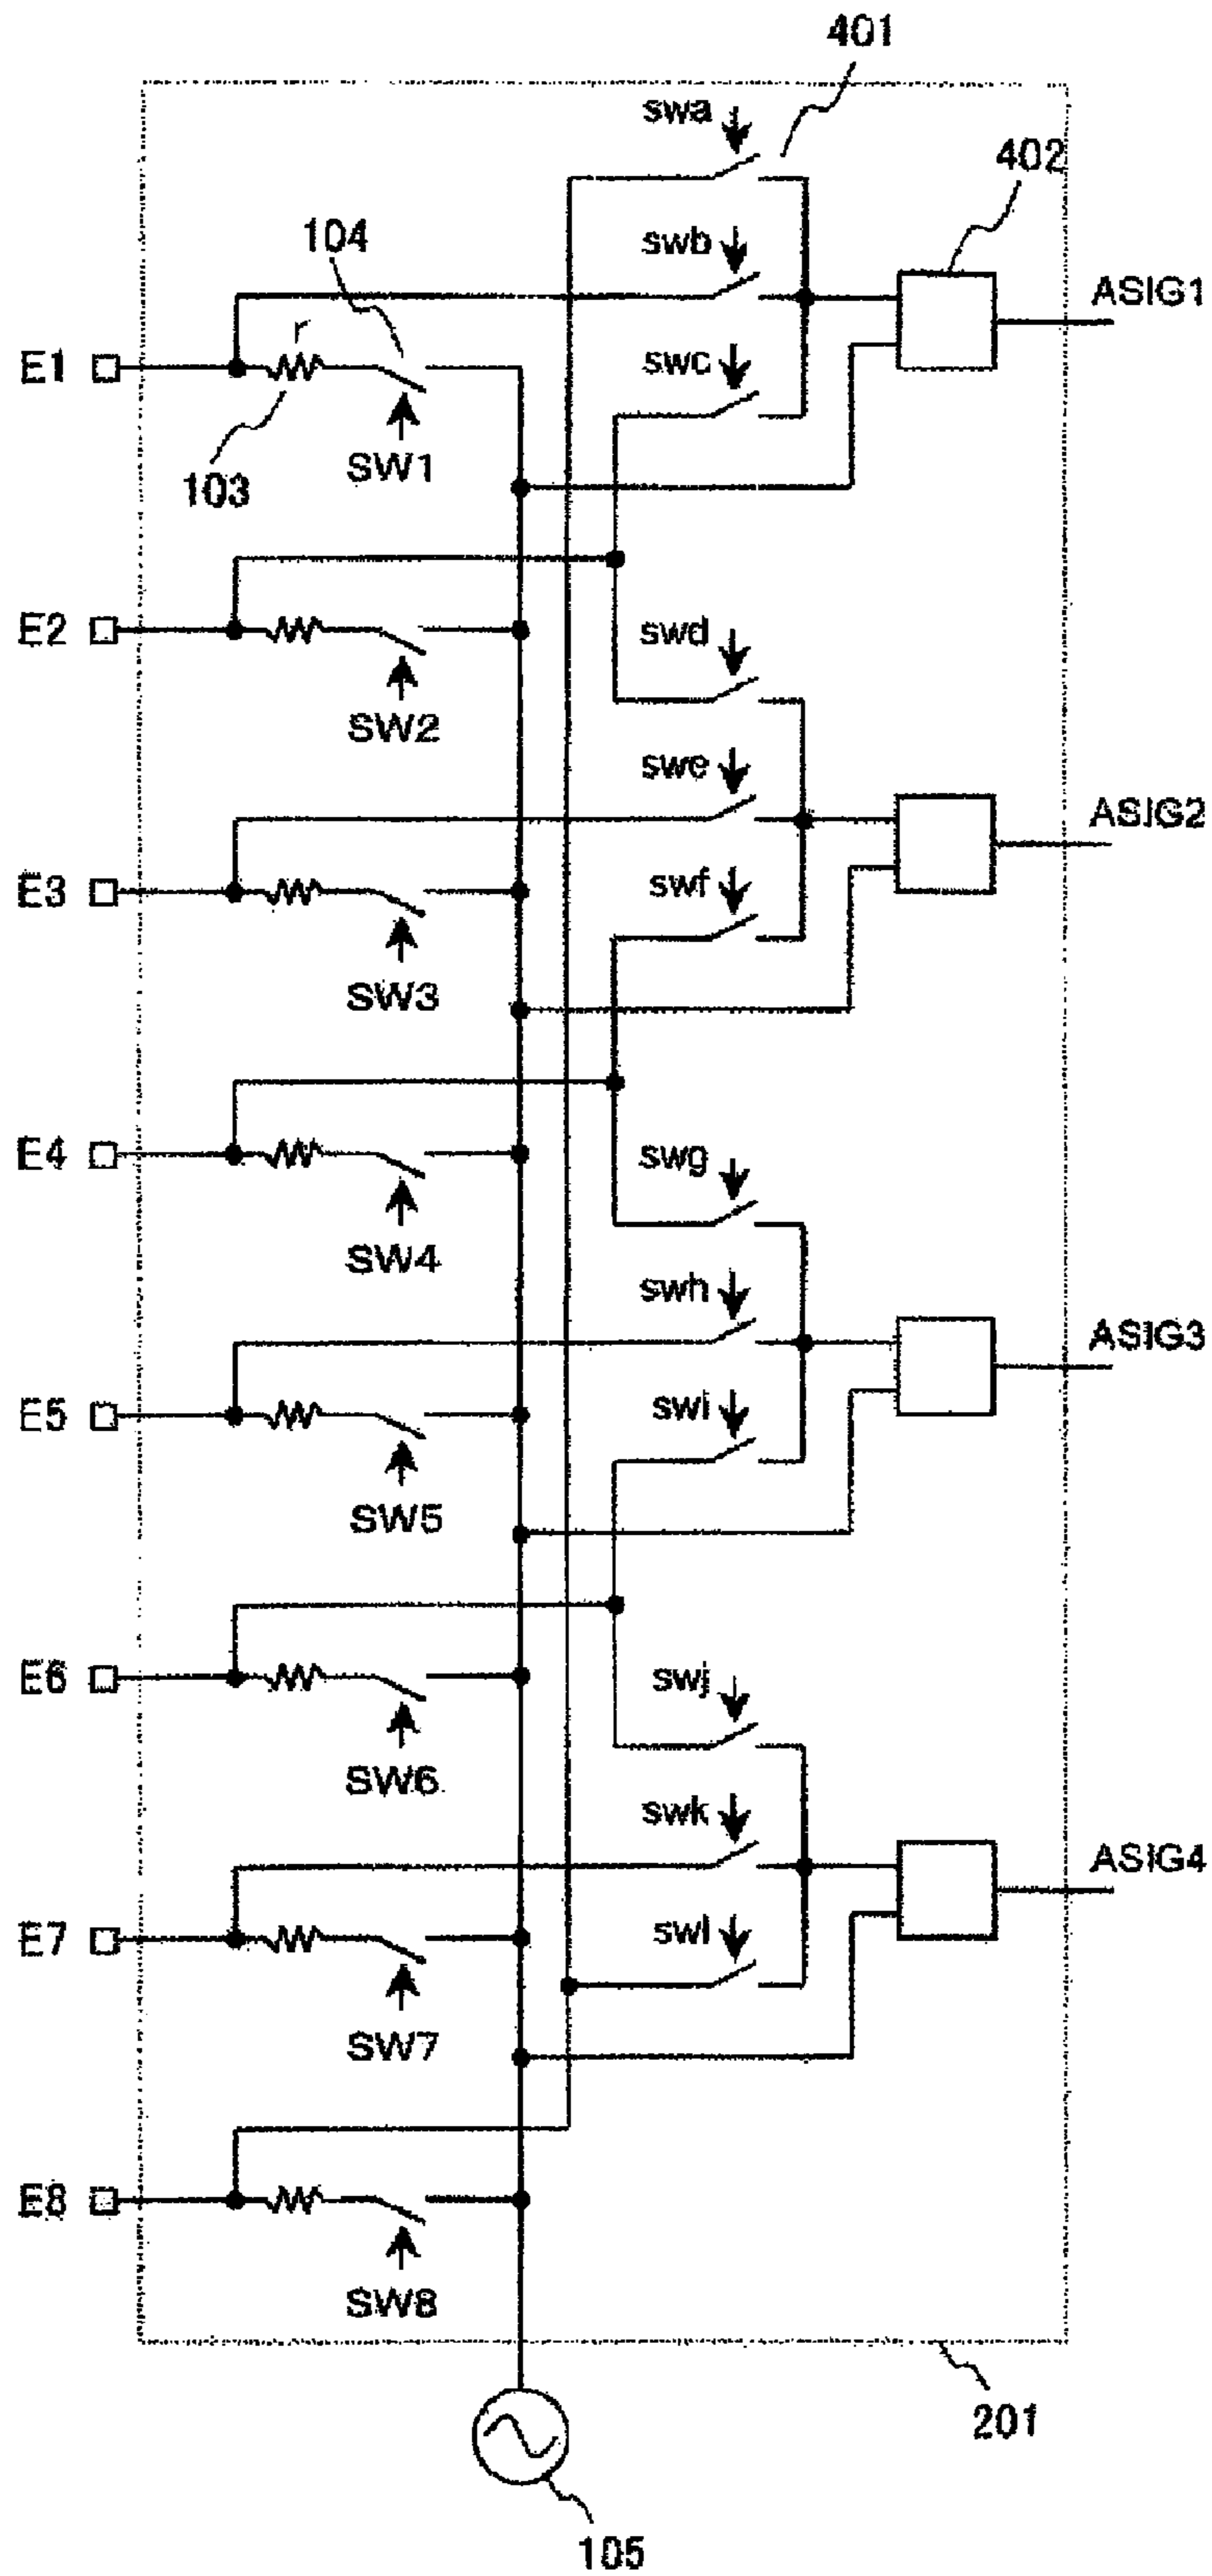 401
swa
402
104
swb
ASIG1
r
E1
swc
SW1
103
E2
swd
SW2
swe
ASIG2
E3
swf
SW3
E4
swg
SW4
swh
ASIG3
E5
swi
SW5
E6
swj
SW6
swk
ASIG4
E7
swl
SW7
E8
SW8
201
105